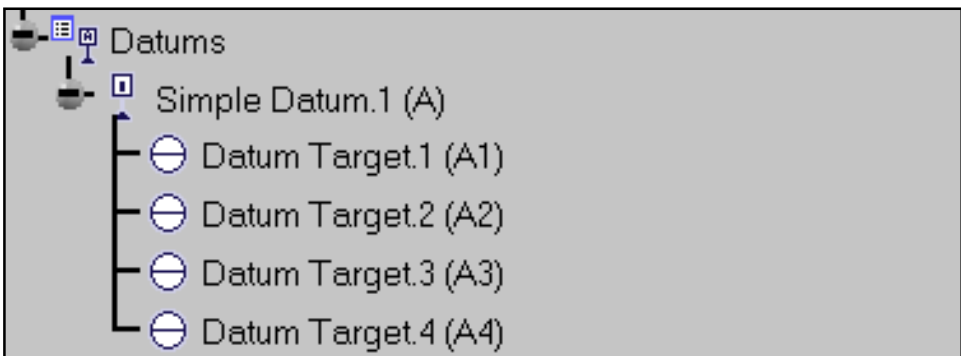 Datums
Simple Datum.1 (A)
Datum Target.1 (A1)
Datum Target.2 (A2)
Datum Target.3 (A3)
Datum Target.4 (A4)